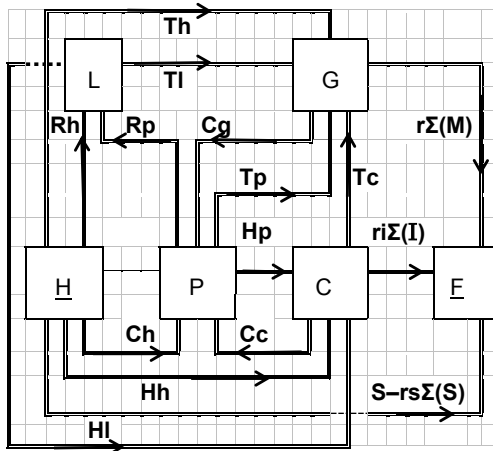 Th
L
Tl
G
Rh
Rp
Cg
rΣ(M)
Tp
Tc
Hp
riΣ(I)
H
P
C
F
Ch
Cc
Hh
S–rsΣ(S)
Hl